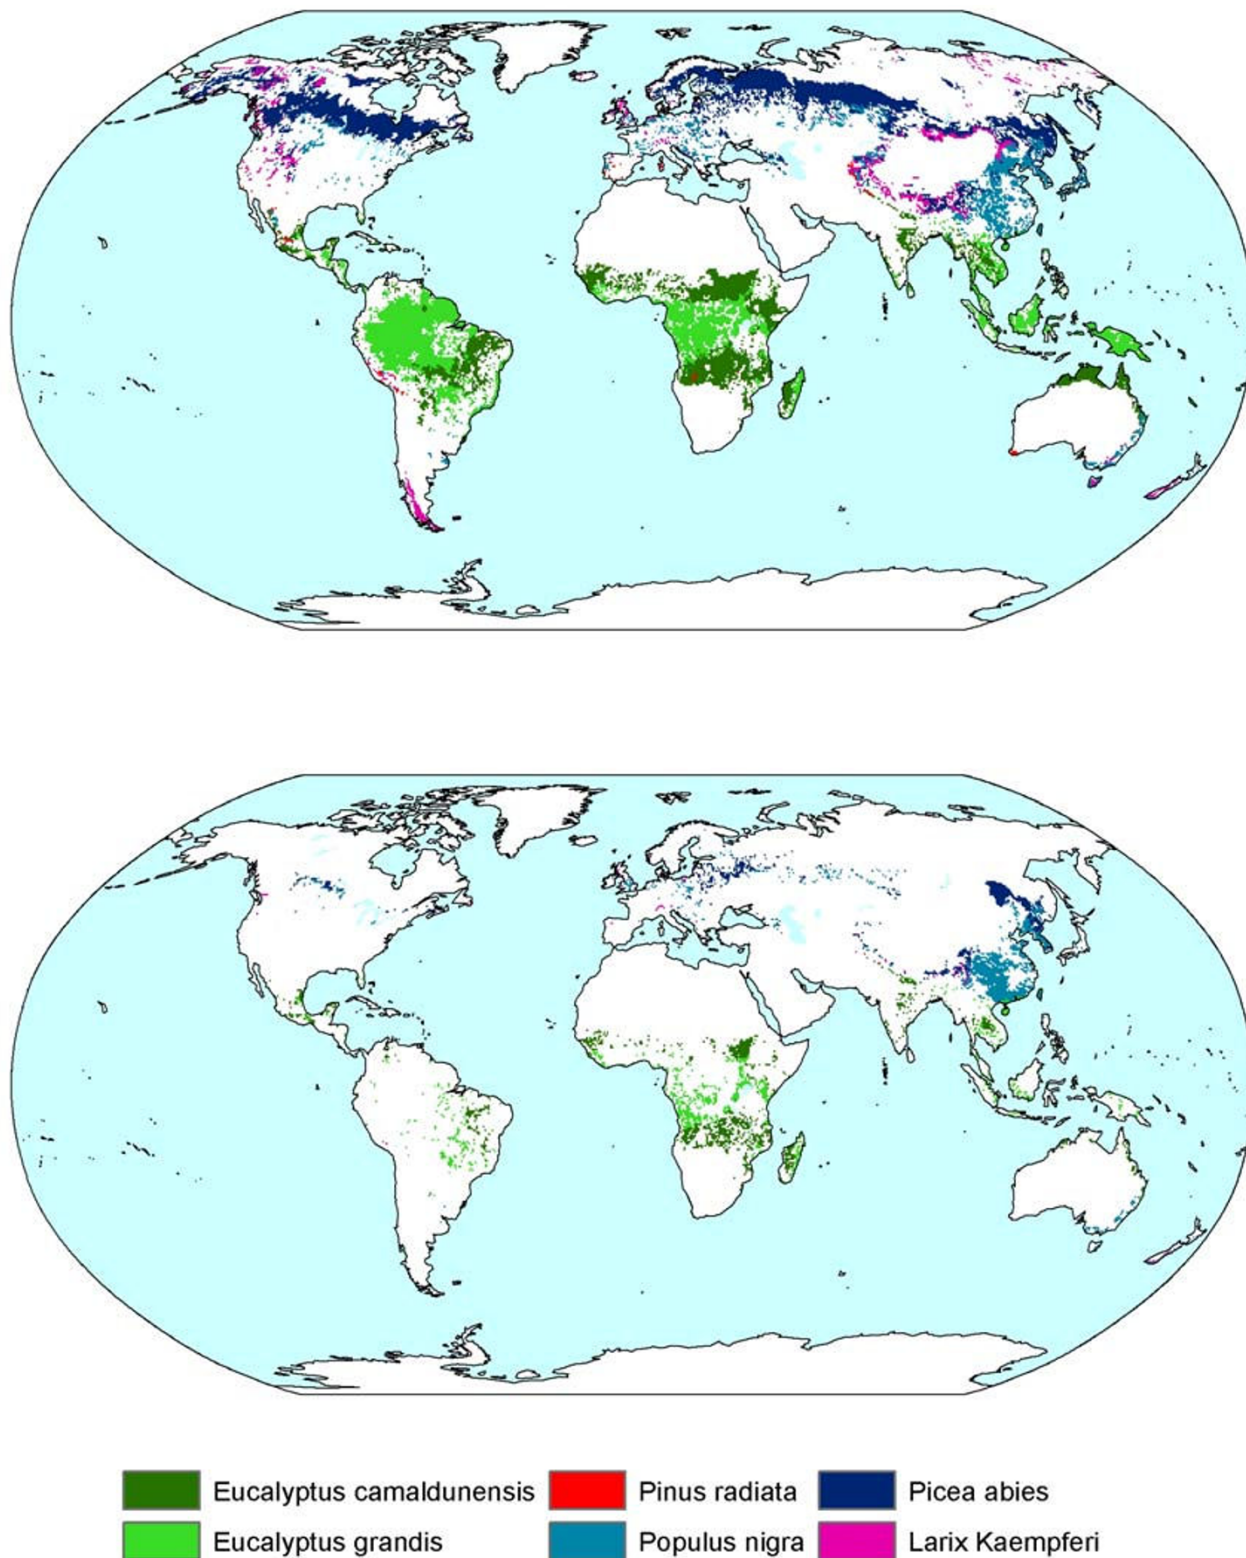 Eucalyptus camaldunensis Pinus radiata Picea abies
Eucalyptus grandis Populus nigra Larix Kaempferi